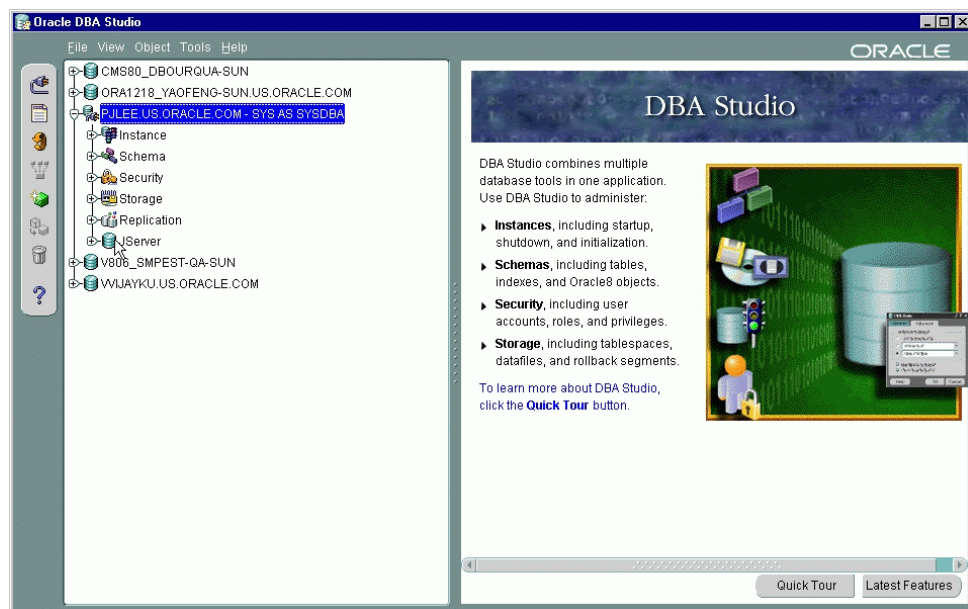 Oracle DBA Studio
File View Object Tools Help
ORACLE
CMS80_DBOURQUA-SUN
ORA1218_YAOFENG-SUN.US.ORACLE.COM
PJLEE.US.ORACLE.COM - SYS AS SYSDBA
Instance
Schema
Security
Storage
Replication
JServer
V806_SMPEST-QA-SUN
VVIJAYKU.US.ORACLE.COM
DBA Studio
DBA Studio combines multiple
database tools in one application.
Use DBA Studio to administer:
Instances, including startup,
shutdown, and initialization.
Schemas, including tables,
indexes, and Oracle8 objects.
Security, including user
accounts, roles, and privileges.
Storage, including tablespaces,
datafiles, and rollback segments.
To learn more about DBA Studio,
click the Quick Tour button.
Quick Tour
Latest Features